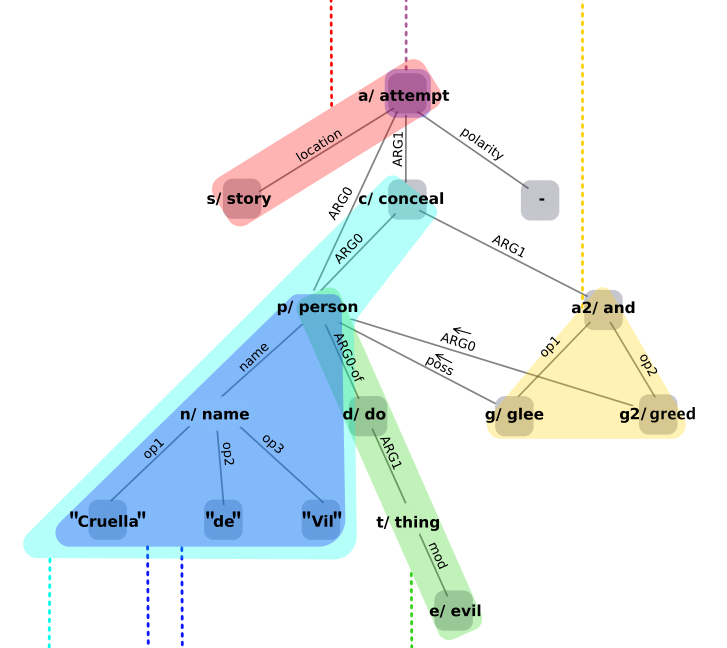 a/ attempt
location
ARG1
polarity
s/ story
ARG0
c/ conceal
-
ARG0
ARG1
p/ person
a2/ and
name
ARG0-of
ARG0
poss
op1
op2
n/ name
d/ do
g/ glee
g2/ greed
op1
op2
op3
ARG1
"Cruella"
"de"
"Vil"
t/ thing
mod
e/ evil